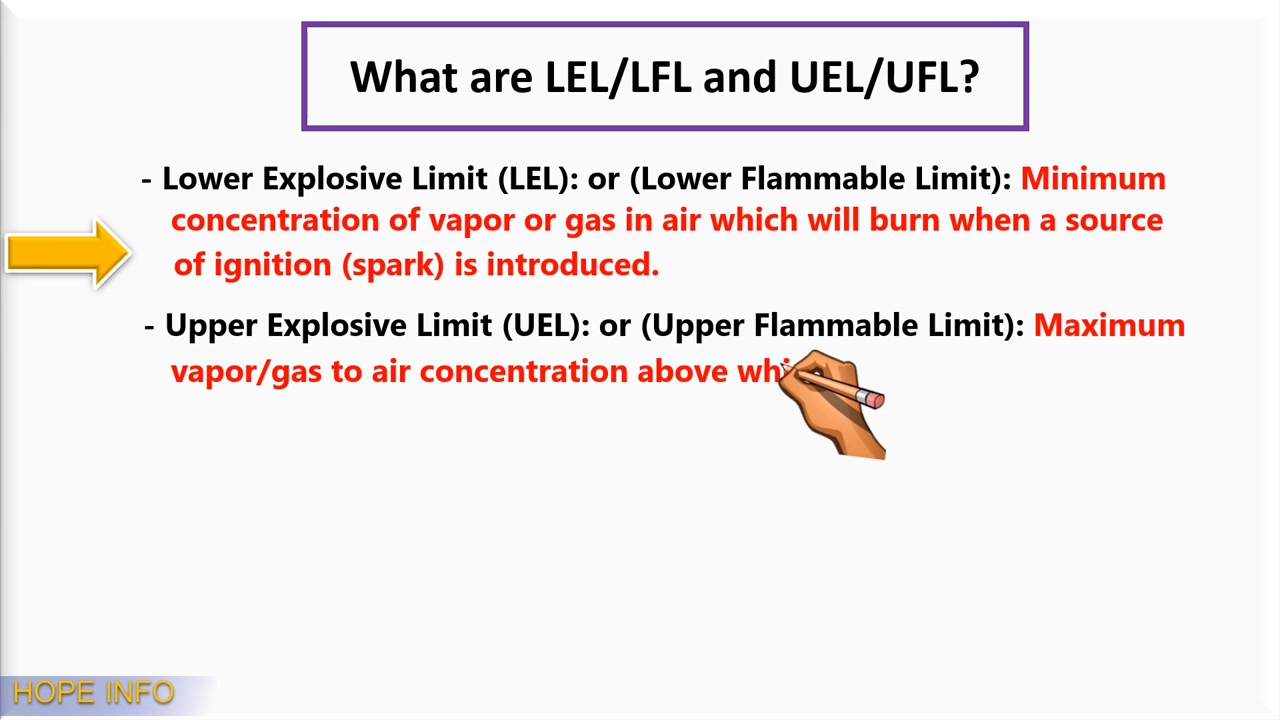 What are LEL/LFL and UEL/UFL?
- Lower Explosive Limit (LEL): or (Lower Flammable Limit): Minimum
concentration of vapor or gas in air which will burn when a source
of ignition (spark) is introduced.
- Upper Explosive Limit (UEL): or (Upper Flammable Limit): Maximum
vapor/gas to air concentration above
HOPE INFO